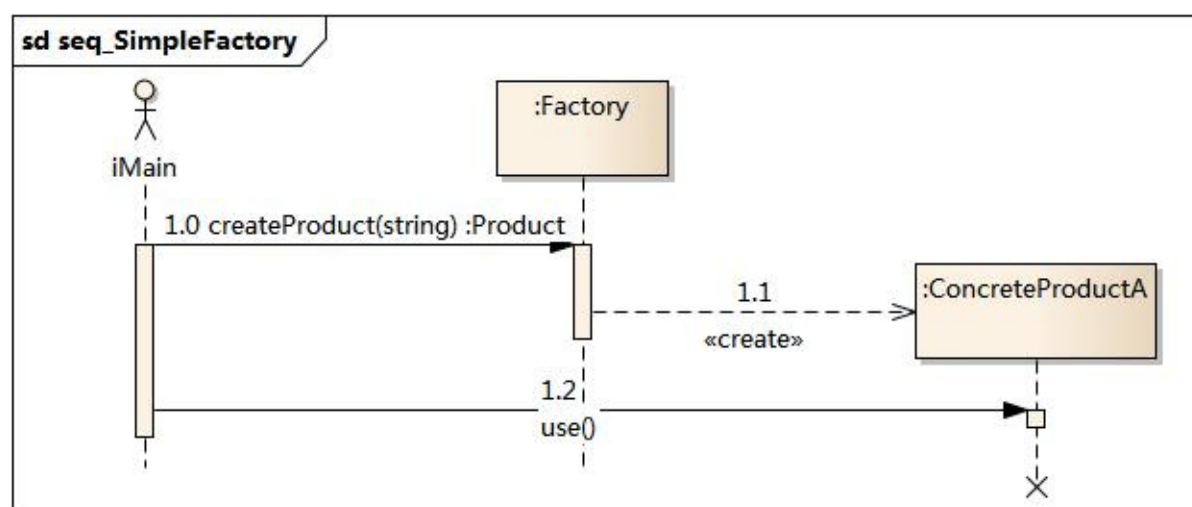 sd seq_SimpleFactory
:Factory
iMain
1.0 createProduct(string) :Product
:ConcreteProductA
1.1
«create»
1.2
use()